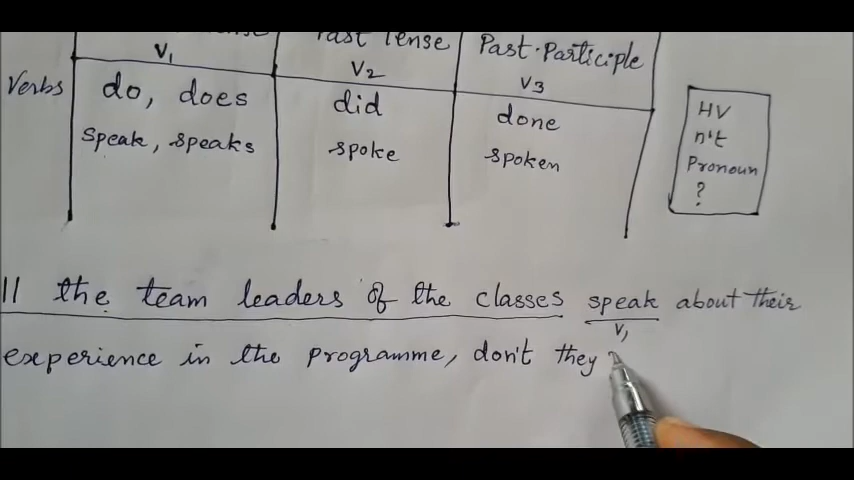 Past Tense Past-Participle
V1 V2 V3
Verbs do, does did done
speak, speaks spoke spoken
HV
n't
Pronoun
?
the team leaders of the classes speak about their
V1
experience in the programme, don't they ?